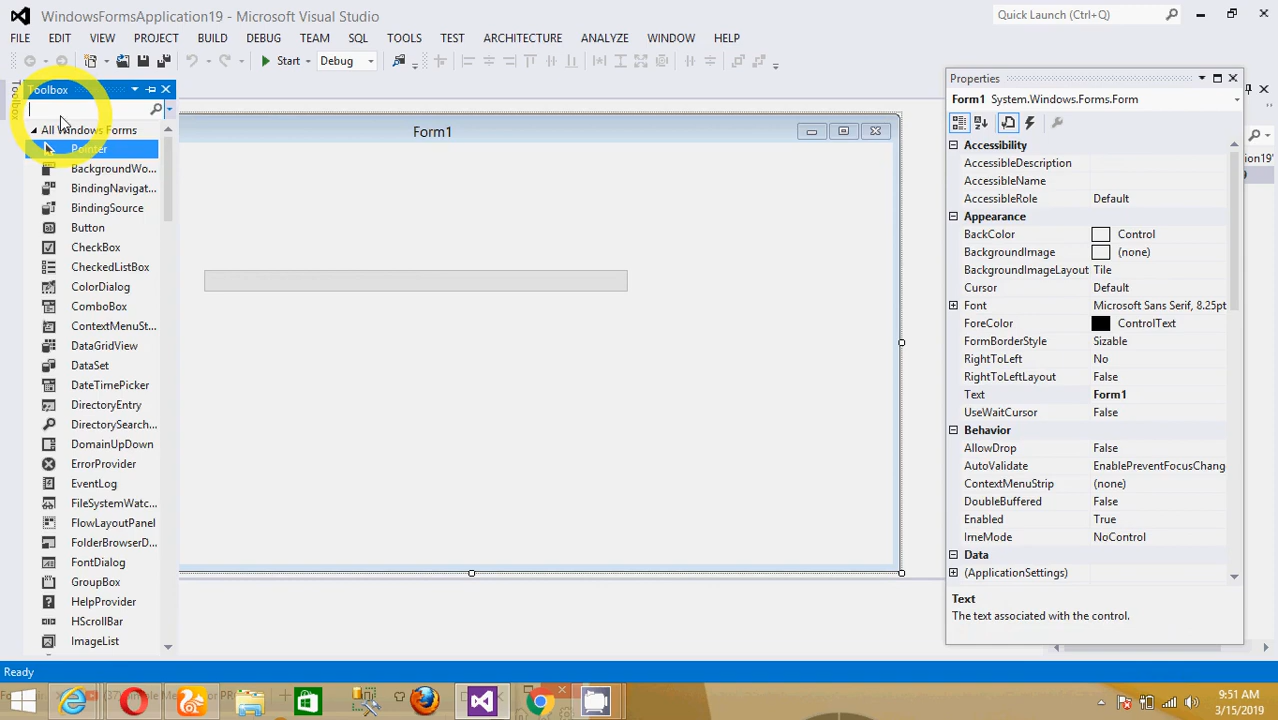 WindowsFormsApplication19 - Microsoft Visual Studio
Quick Launch (Ctrl+Q)
FILE EDIT VIEW PROJECT BUILD DEBUG TEAM SQL TOOLS TEST ARCHITECTURE ANALYZE WINDOW HELP
Start Debug
Toolbox
Toolbox
All Windows Forms
Pointer
BackgroundWo...
BindingNavigat...
BindingSource
Button
CheckBox
CheckedListBox
ColorDialog
ComboBox
ContextMenuSt...
DataGridView
DataSet
DateTimePicker
DirectoryEntry
DirectorySearch...
DomainUpDown
ErrorProvider
EventLog
FileSystemWatc...
FlowLayoutPanel
FolderBrowserD...
FontDialog
GroupBox
HelpProvider
HScrollBar
ImageList
Form1
Properties
Form1 System.Windows.Forms.Form
Accessibility
AccessibleDescription
AccessibleName
AccessibleRole Default
Appearance
BackColor Control
BackgroundImage (none)
BackgroundImageLayout Tile
Cursor Default
Font Microsoft Sans Serif, 8.25pt
ForeColor ControlText
FormBorderStyle Sizable
RightToLeft No
RightToLeftLayout False
Text Form1
UseWaitCursor False
Behavior
AllowDrop False
AutoValidate EnablePreventFocusChang
ContextMenuStrip (none)
DoubleBuffered False
Enabled True
ImeMode NoControl
Data
(ApplicationSettings)
Text
The text associated with the control.
ion19'
Ready
9:51 AM
3/15/2019